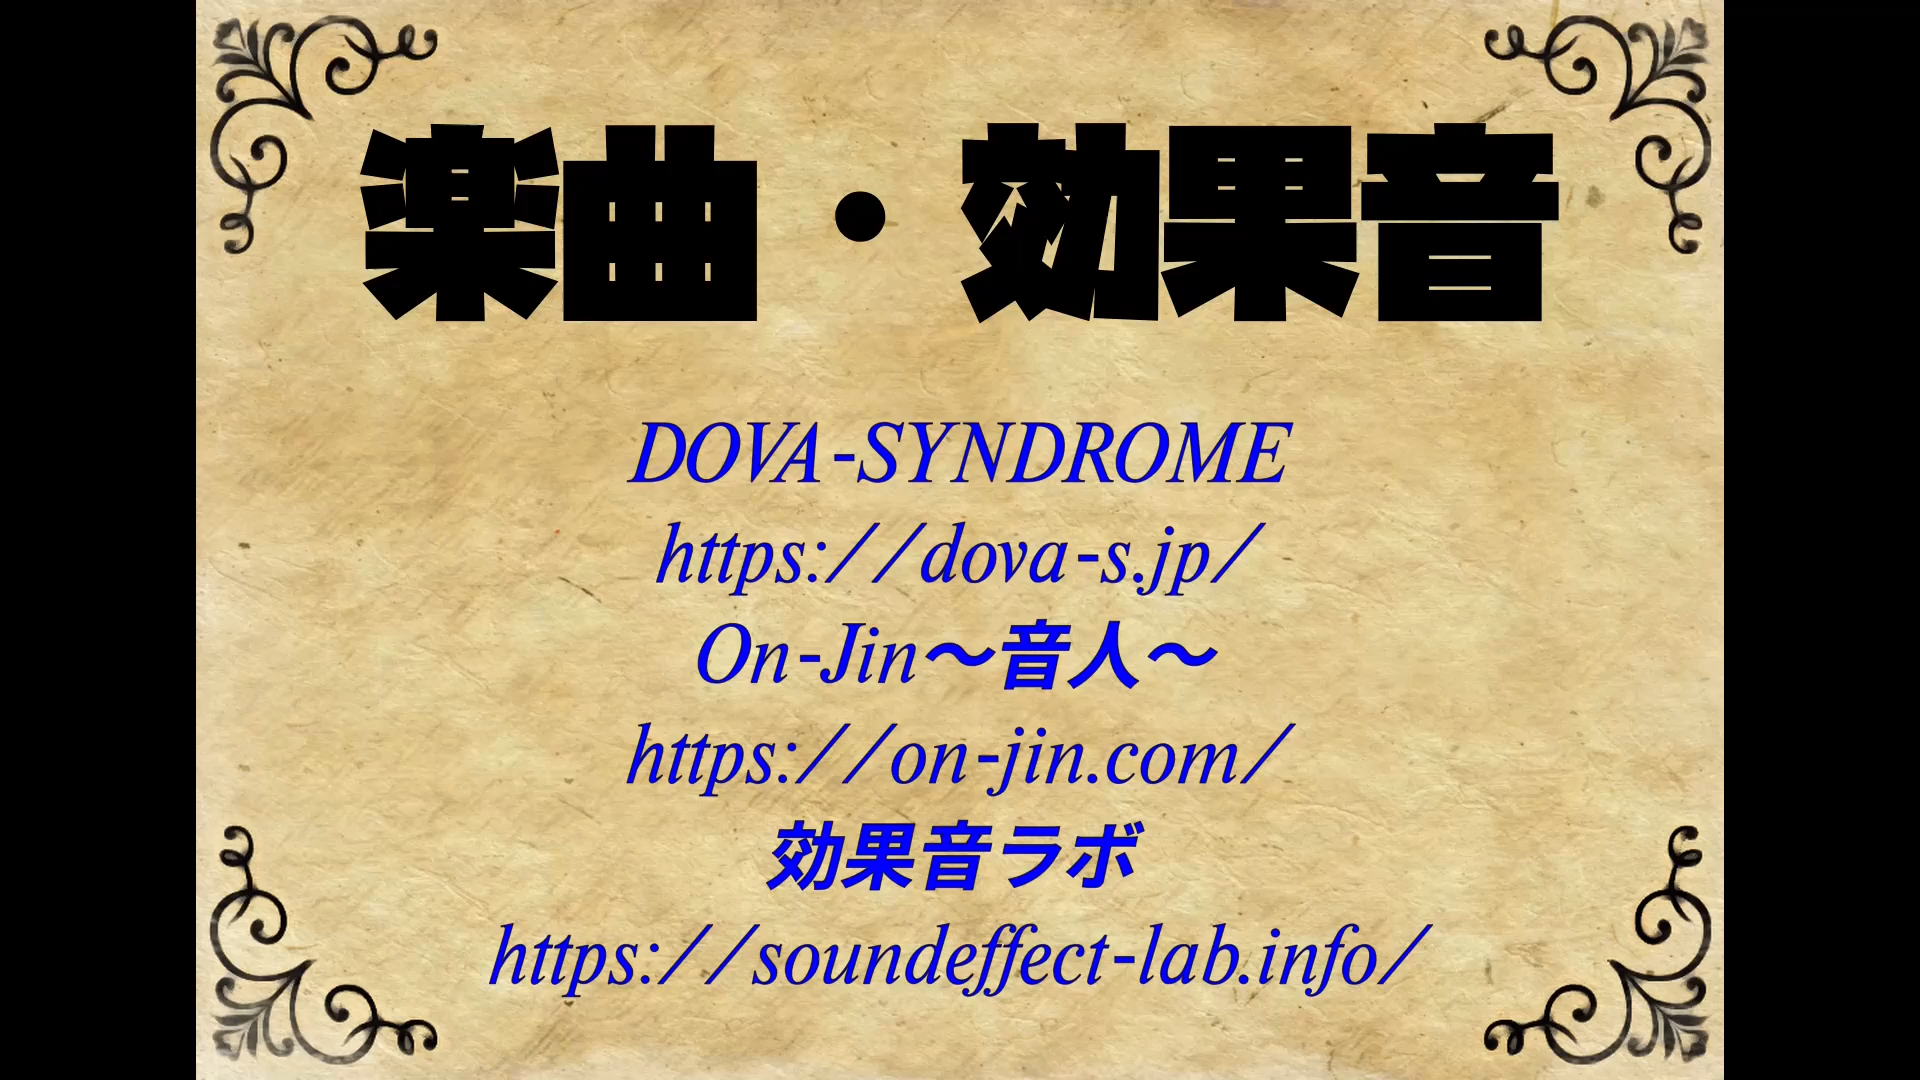 楽曲・効果音
DOVA-SYNDROME
https://dova-s.jp/
On-Jin～音人～
https://on-jin.com/
効果音ラボ
https://soundeffect-lab.info/